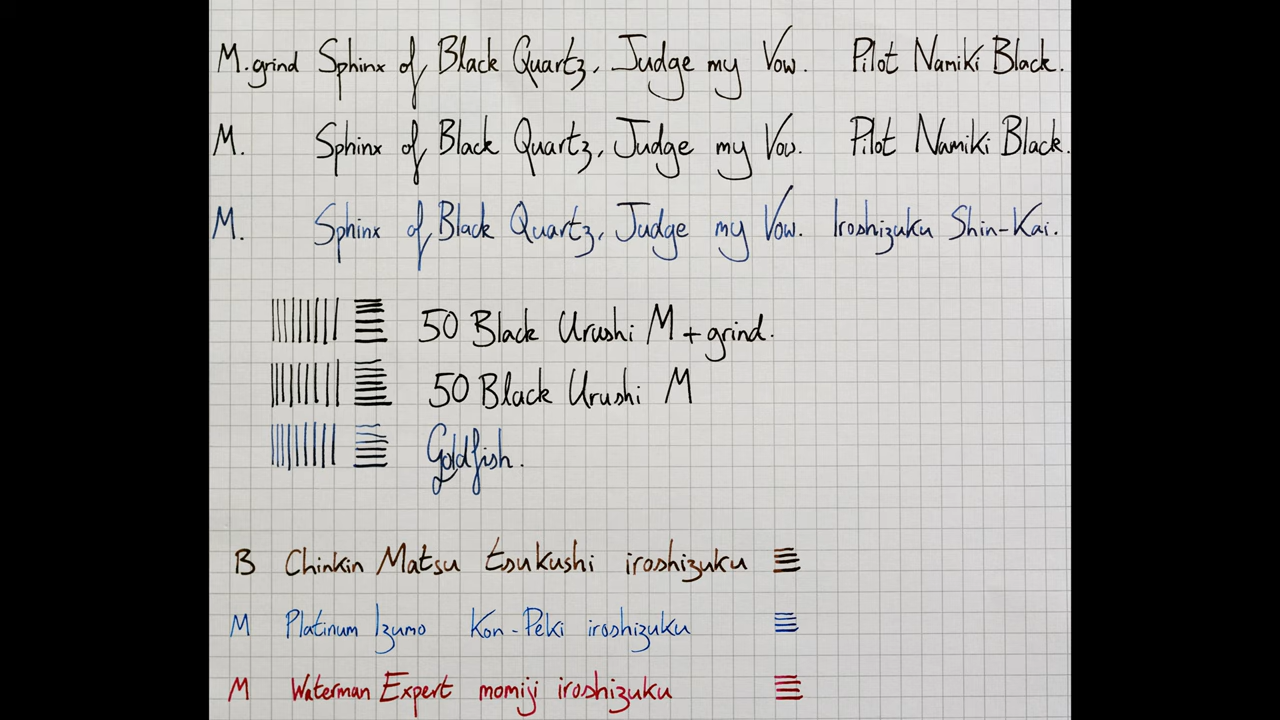 M. grind Sphinx of Black Quartz, Judge my Vow. Pilot Namiki Black.
M. Sphinx of Black Quartz, Judge my Vow. Pilot Namiki Black.
M. Sphinx of Black Quartz, Judge my Vow. Iroshizuku Shin-Kai.
50 Black Urushi M + grind.
50 Black Urushi M
Goldfish.
B Chinkin Matsu tsukushi iroshizuku
M Platinum Izumo Kon-Peki iroshizuku
M Waterman Expert momiji iroshizuku